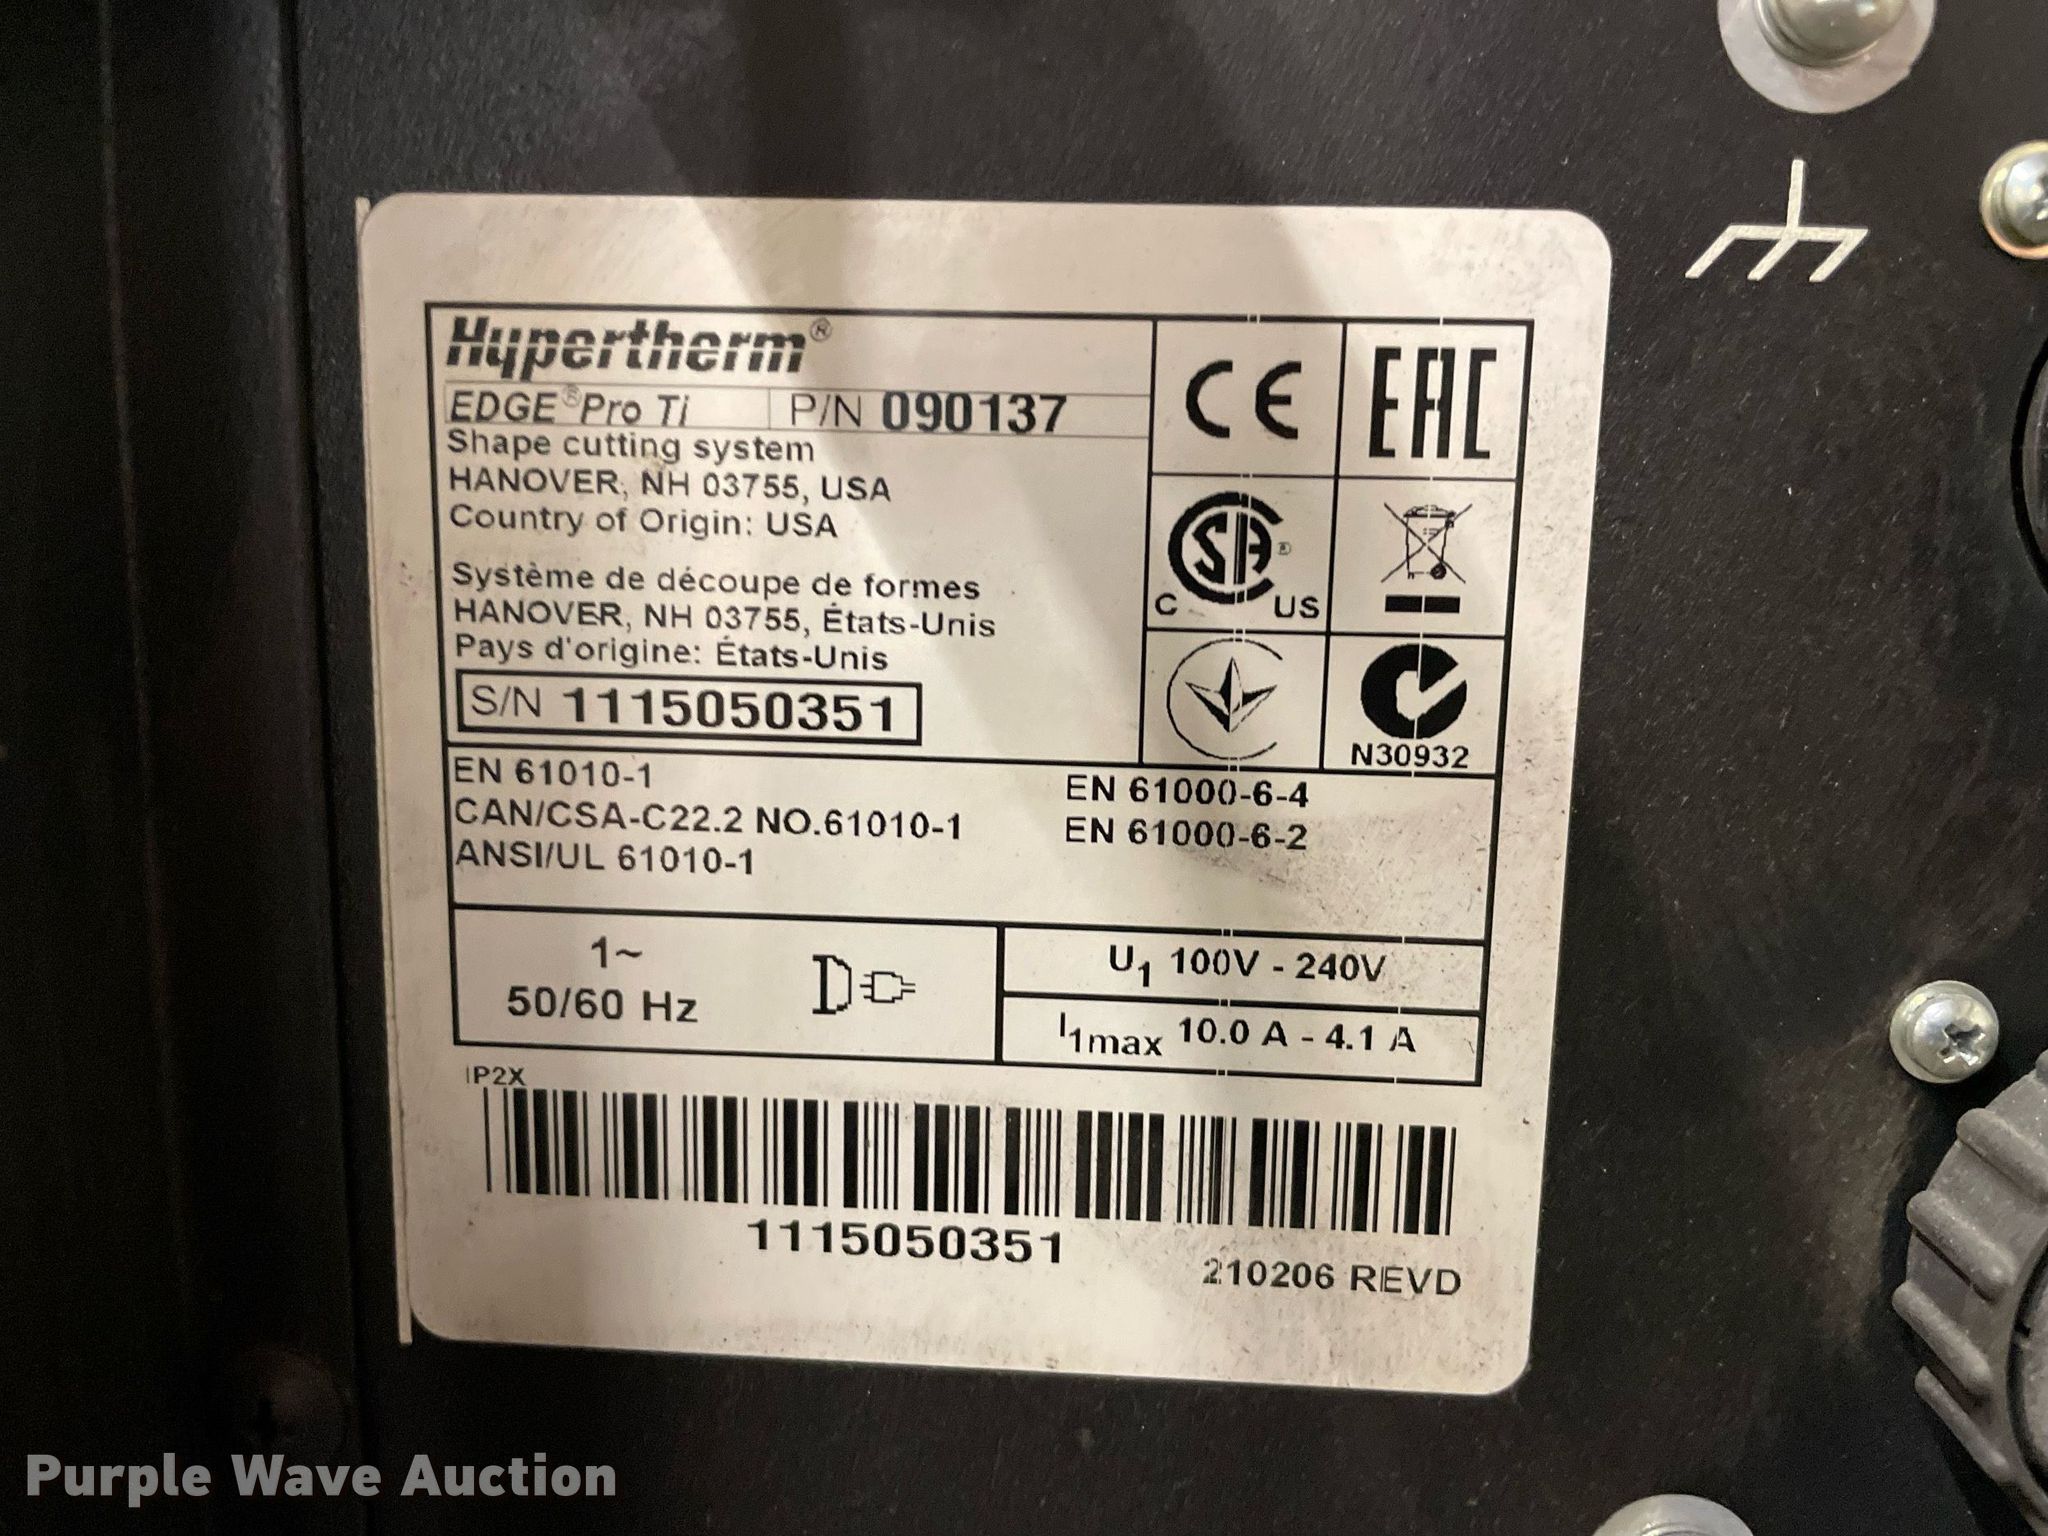 Hypertherm®
EDGE® Pro Ti P/N 090137
Shape cutting system
HANOVER, NH 03755, USA
Country of Origin: USA
Système de découpe de formes
HANOVER, NH 03755, États-Unis
Pays d'origine: États-Unis
S/N 1115050351
CE
EAC
CSA®
C US
N30932
EN 61010-1
CAN/CSA-C22.2 NO.61010-1
ANSI/UL 61010-1
EN 61000-6-4
EN 61000-6-2
1~
50/60 Hz
U1 100V - 240V
I1max 10.0 A - 4.1 A
IP2X
1115050351
210206 REVD
Purple Wave Auction